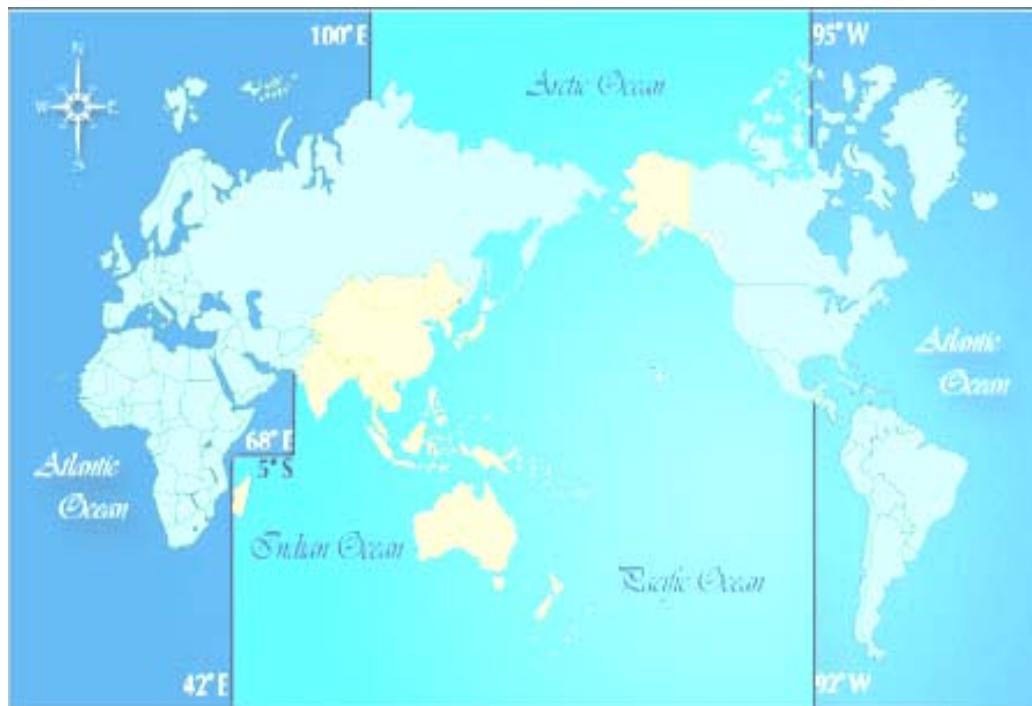 100° E
95° W
N
W
E
S
Arctic Ocean
Atlantic
Ocean
68° E
5° S
Atlantic
Ocean
Indian Ocean
Pacific Ocean
42° E
92° W